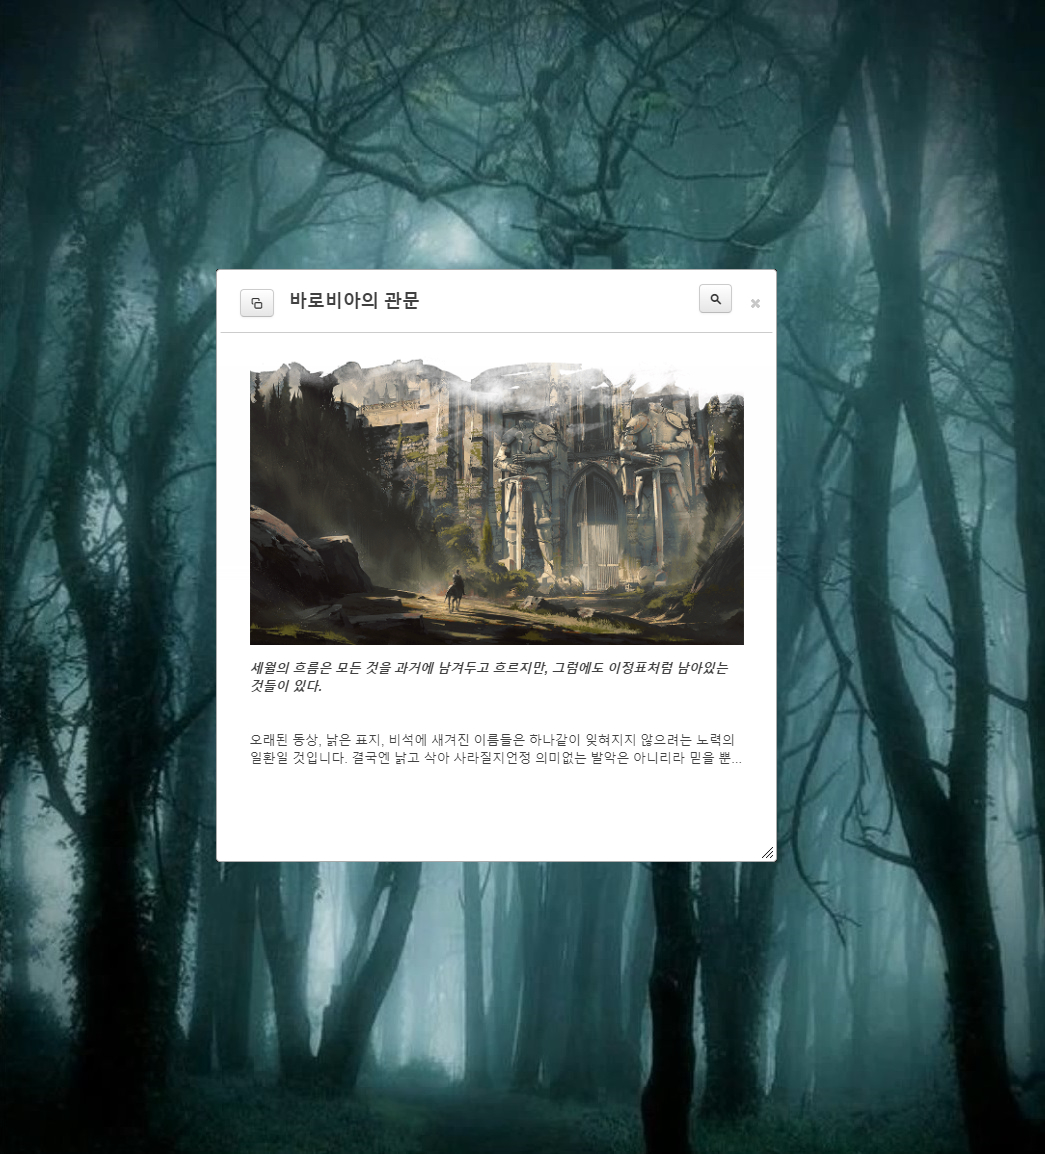 바로비아의 관문
세월의 흐름은 모든 것을 과거에 남겨두고 흐르지만, 그럼에도 이정표처럼 남아있는
것들이 있다.
오래된 동상, 낡은 표지, 비석에 새겨진 이름들은 하나같이 잊혀지지 않으려는 노력의
일환일 것입니다. 결국엔 낡고 삭아 사라질지언정 의미없는 발악은 아니리라 믿을 뿐...